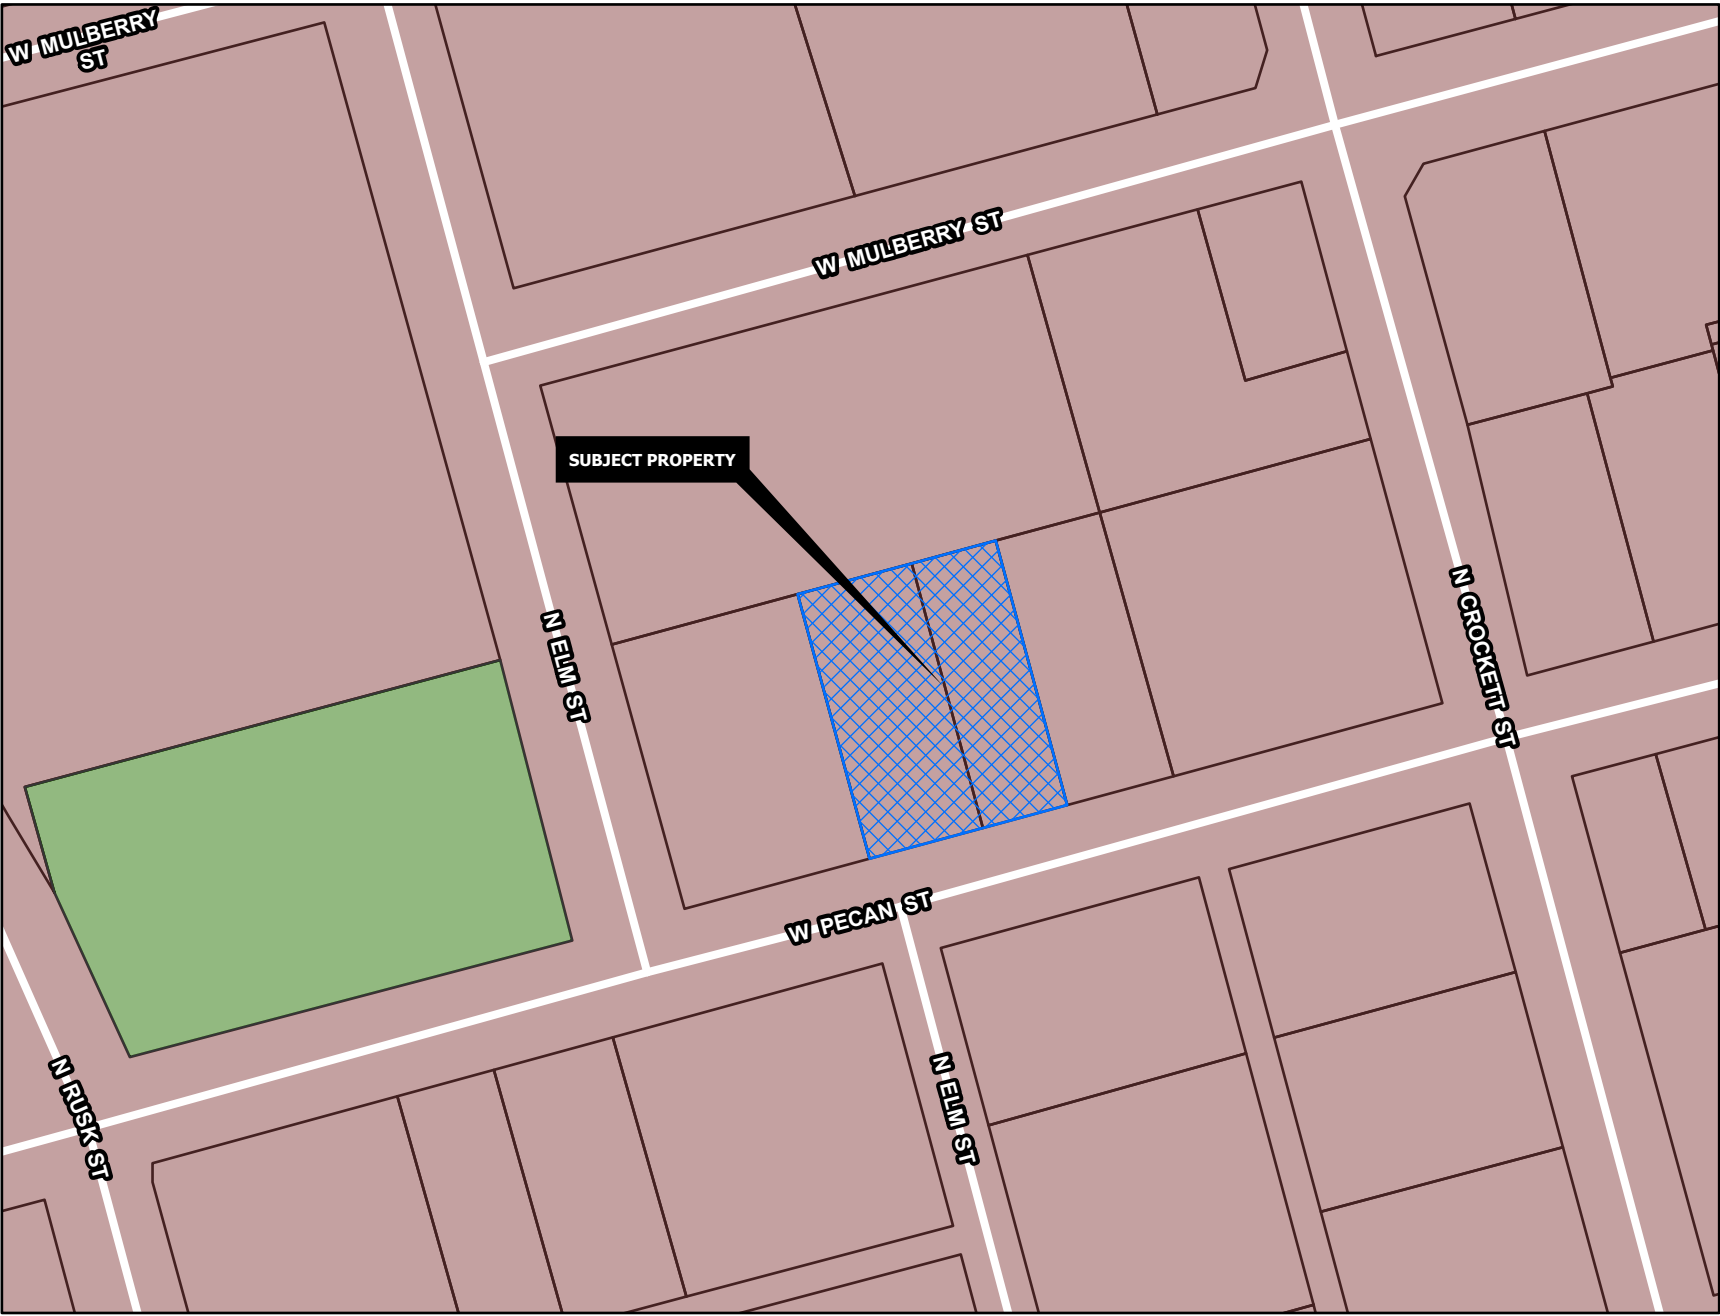 W MULBERRY
ST
W MULBERRY ST
SUBJECT PROPERTY
N ELM ST
N CROCKETT ST
W PECAN ST
N RUSK ST
N ELM ST